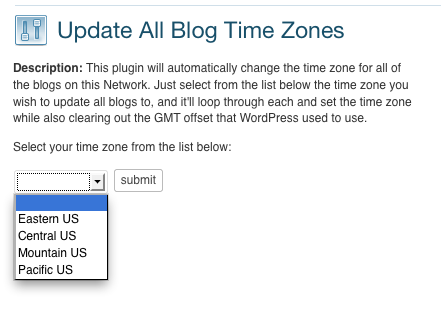 Update All Blog Time Zones
Description: This plugin will automatically change the time zone for all of
the blogs on this Network. Just select from the list below the time zone you
wish to update all blogs to, and it'll loop through each and set the time zone
while also clearing out the GMT offset that WordPress used to use.
Select your time zone from the list below:
submit
Eastern US
Central US
Mountain US
Pacific US